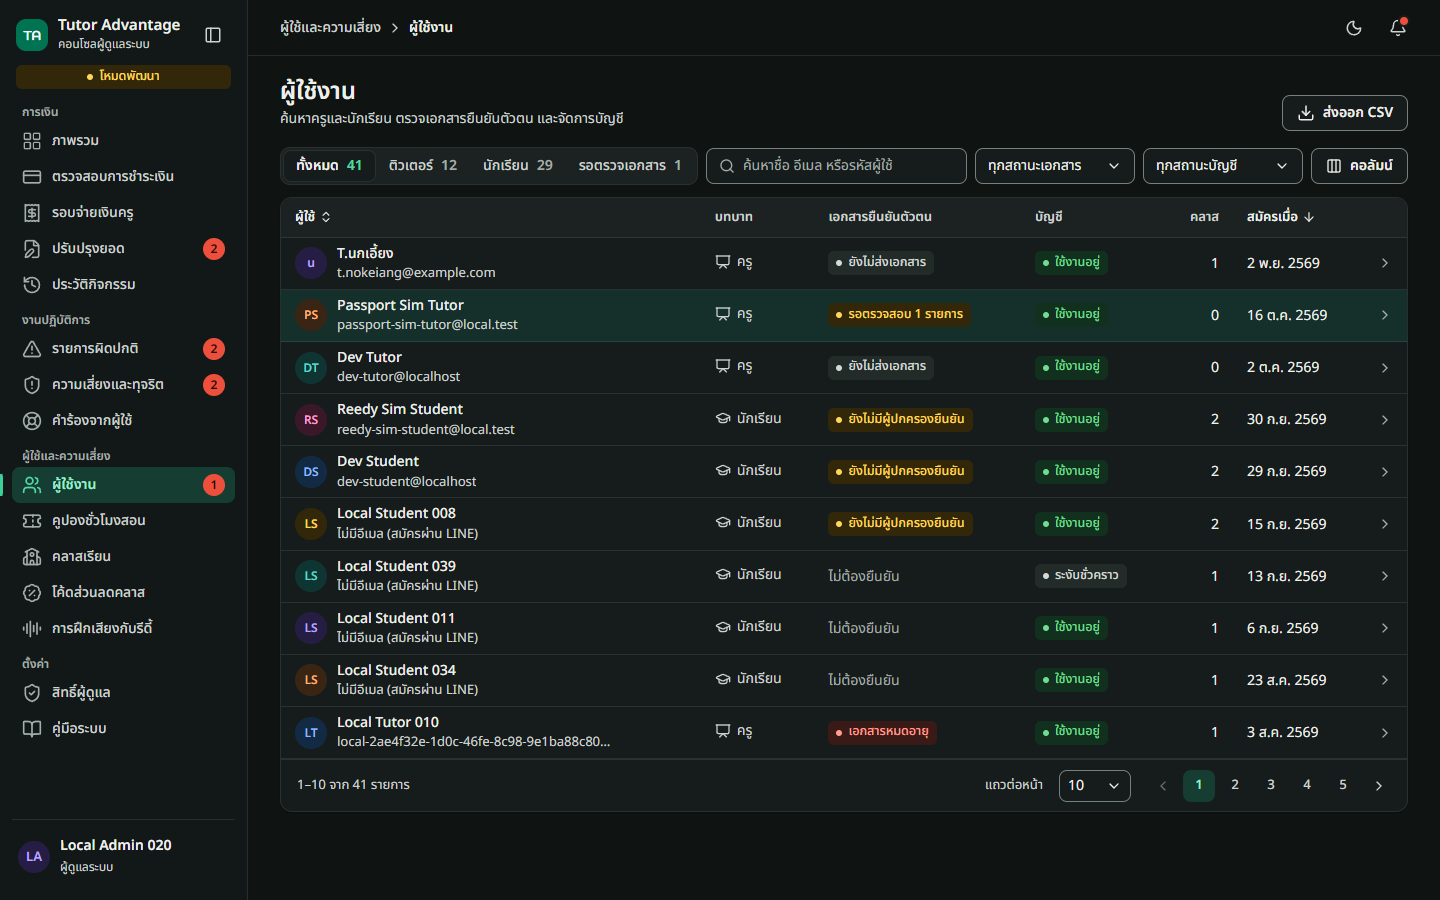 TA
Tutor Advantage
คอนโซลผู้ดูแลระบบ
โหมดพัฒนา
การเงิน
ภาพรวม
ตรวจสอบการชำระเงิน
รอบจ่ายเงินครู
ปรับปรุงยอด 2
ประวัติกิจกรรม
งานปฏิบัติการ
รายการผิดปกติ 2
ความเสี่ยงและทุจริต 2
คำร้องจากผู้ใช้
ผู้ใช้และความเสี่ยง
ผู้ใช้งาน 1
คูปองชั่วโมงสอน
คลาสเรียน
โค้ดส่วนลดคลาส
การฝึกเสียงกับรีดี้
ตั้งค่า
สิทธิ์ผู้ดูแล
คู่มือระบบ
LA
Local Admin 020
ผู้ดูแลระบบ
ผู้ใช้และความเสี่ยง > ผู้ใช้งาน
ผู้ใช้งาน
ค้นหาครูและนักเรียน ตรวจเอกสารยืนยันตัวตน และจัดการบัญชี
ส่งออก CSV
ทั้งหมด 41 ติวเตอร์ 12 นักเรียน 29 รอตรวจเอกสาร 1 ค้นหาชื่อ อีเมล หรือรหัสผู้ใช้ ทุกสถานะเอกสาร ทุกสถานะบัญชี คอลัมน์
ผู้ใช้ บทบาท เอกสารยืนยันตัวตน บัญชี คลาส สมัครเมื่อ
น T.นกเอี้ยง ครู ยังไม่ส่งเอกสาร ใช้งานอยู่ 1 2 พ.ย. 2569
t.nokeiang@example.com
PS Passport Sim Tutor ครู รอตรวจสอบ 1 รายการ ใช้งานอยู่ 0 16 ต.ค. 2569
passport-sim-tutor@local.test
DT Dev Tutor ครู ยังไม่ส่งเอกสาร ใช้งานอยู่ 0 2 ต.ค. 2569
dev-tutor@localhost
RS Reedy Sim Student นักเรียน ยังไม่มีผู้ปกครองยืนยัน ใช้งานอยู่ 2 30 ก.ย. 2569
reedy-sim-student@local.test
DS Dev Student นักเรียน ยังไม่มีผู้ปกครองยืนยัน ใช้งานอยู่ 2 29 ก.ย. 2569
dev-student@localhost
LS Local Student 008 นักเรียน ยังไม่มีผู้ปกครองยืนยัน ใช้งานอยู่ 2 15 ก.ย. 2569
ไม่มีอีเมล (สมัครผ่าน LINE)
LS Local Student 039 นักเรียน ไม่ต้องยืนยัน ระงับชั่วคราว 1 13 ก.ย. 2569
ไม่มีอีเมล (สมัครผ่าน LINE)
LS Local Student 011 นักเรียน ไม่ต้องยืนยัน ใช้งานอยู่ 1 6 ก.ย. 2569
ไม่มีอีเมล (สมัครผ่าน LINE)
LS Local Student 034 นักเรียน ไม่ต้องยืนยัน ใช้งานอยู่ 1 23 ส.ค. 2569
ไม่มีอีเมล (สมัครผ่าน LINE)
LT Local Tutor 010 ครู เอกสารหมดอายุ ใช้งานอยู่ 1 3 ส.ค. 2569
local-2ae4f32e-1d0c-46fe-8c98-9e1ba88c80...
1–10 จาก 41 รายการ แถวต่อหน้า 10 1 2 3 4 5